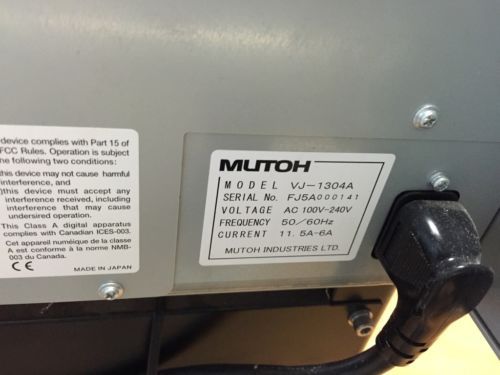 device complies with Part 15 of
FCC Rules. Operation is subject
the following two conditions:
this device may not cause harmful
interference, and
this device must accept any
interference received, including
interference that may cause
undersired operation.
This Class A digital apparatus
complies with Canadian ICES-003.
Cet appareil numéique de la classe
A est conforme à la norme NMB-
003 du Canada.
CE
MADE IN JAPAN
MUTOH
MODEL VJ-1304A
SERIAL No. FJ5A000141
VOLTAGE AC 100V-240V
FREQUENCY 50/60Hz
CURRENT 11.5A-6A
MUTOH INDUSTRIES LTD.